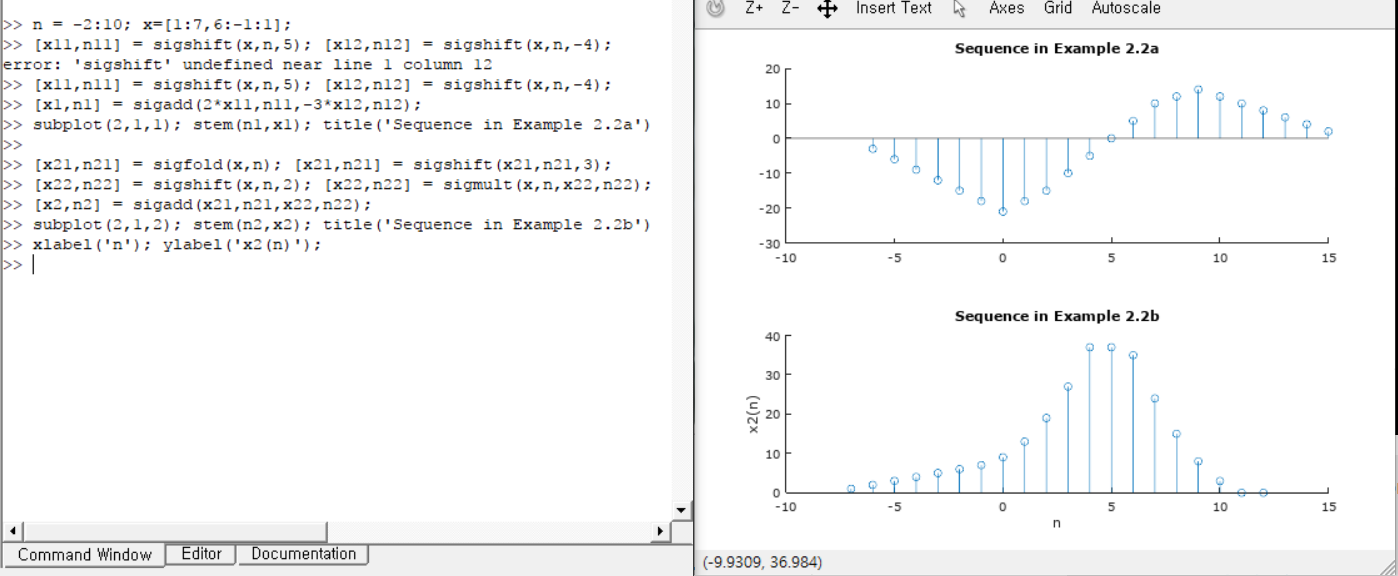 >> n = -2:10; x=[1:7,6:-1:1];
>> [x11,n11] = sigshift(x,n,5); [x12,n12] = sigshift(x,n,-4);
error: 'sigshift' undefined near line 1 column 12
>> [x11,n11] = sigshift(x,n,5); [x12,n12] = sigshift(x,n,-4);
>> [x1,n1] = sigadd(2*x11,n11,-3*x12,n12);
>> subplot(2,1,1); stem(n1,x1); title('Sequence in Example 2.2a')
>>
>> [x21,n21] = sigfold(x,n); [x21,n21] = sigshift(x21,n21,3);
>> [x22,n22] = sigshift(x,n,2); [x22,n22] = sigmult(x,n,x22,n22);
>> [x2,n2] = sigadd(x21,n21,x22,n22);
>> subplot(2,1,2); stem(n2,x2); title('Sequence in Example 2.2b')
>> xlabel('n'); ylabel('x2(n)');
>>
Command Window Editor Documentation
Z+ Z- Insert Text Axes Grid Autoscale
Sequence in Example 2.2a
20
10
0
-10
-20
-30
-10 -5 0 5 10 15
Sequence in Example 2.2b
40
30
20
10
0
x2(n)
-10 -5 0 5 10 15
n
(-9.9309, 36.984)